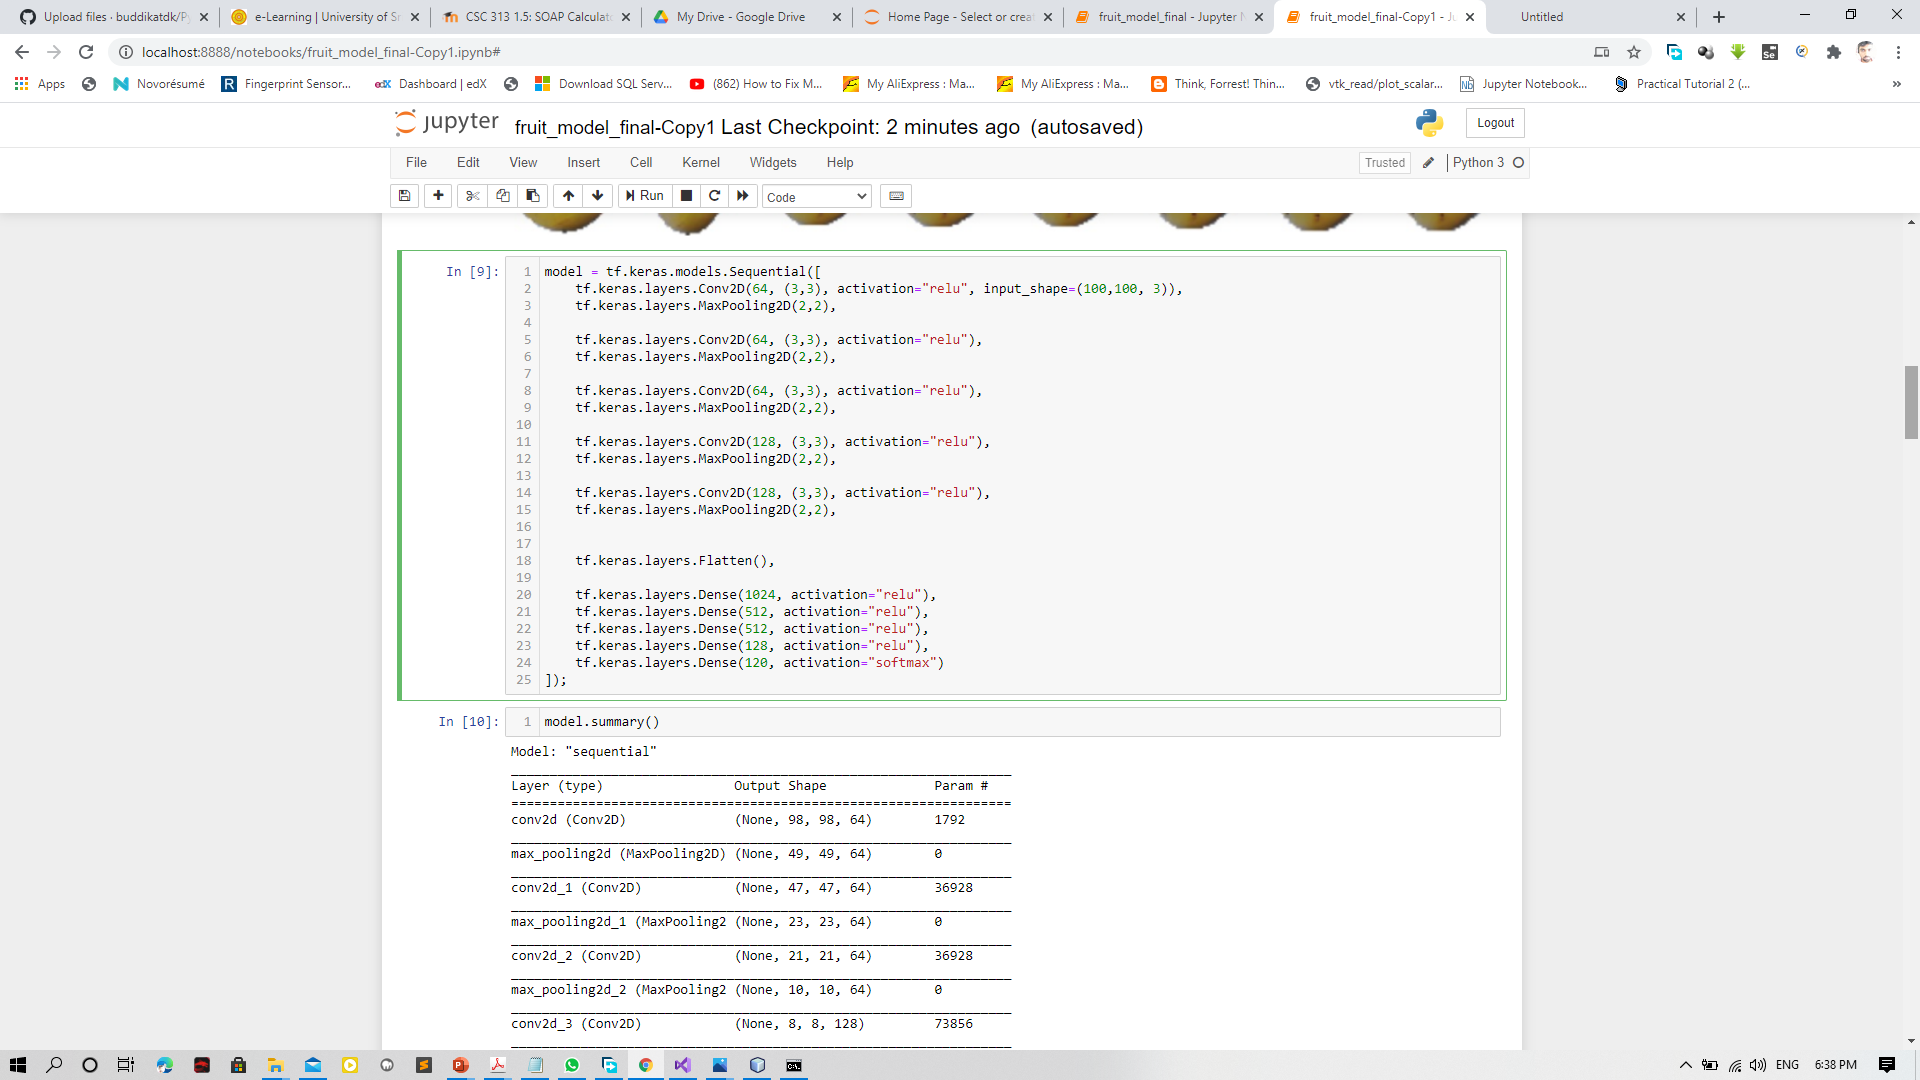 Upload files · buddikatdk/Py
e-Learning | University of Sr
CSC 313 1.5: SOAP Calculato
My Drive - Google Drive
Home Page - Select or creat
fruit_model_final - Jupyter N
fruit_model_final-Copy1 - Ju
Untitled
localhost:8888/notebooks/fruit_model_final-Copy1.ipynb#
Apps
Novorésumé
Fingerprint Sensor...
Dashboard | edX
Download SQL Serv...
(862) How to Fix M...
My AliExpress : Ma...
My AliExpress : Ma...
Think, Forrest! Thin...
vtk_read/plot_scalar...
Jupyter Notebook...
Practical Tutorial 2 (...
»
jupyter fruit_model_final-Copy1 Last Checkpoint: 2 minutes ago (autosaved)
Logout
File Edit View Insert Cell Kernel Widgets Help
Trusted
Python 3
Run
Code
In [9]:
1 model = tf.keras.models.Sequential([
2 tf.keras.layers.Conv2D(64, (3,3), activation="relu", input_shape=(100,100, 3)),
3 tf.keras.layers.MaxPooling2D(2,2),
4
5 tf.keras.layers.Conv2D(64, (3,3), activation="relu"),
6 tf.keras.layers.MaxPooling2D(2,2),
7
8 tf.keras.layers.Conv2D(64, (3,3), activation="relu"),
9 tf.keras.layers.MaxPooling2D(2,2),
10
11 tf.keras.layers.Conv2D(128, (3,3), activation="relu"),
12 tf.keras.layers.MaxPooling2D(2,2),
13
14 tf.keras.layers.Conv2D(128, (3,3), activation="relu"),
15 tf.keras.layers.MaxPooling2D(2,2),
16
17
18 tf.keras.layers.Flatten(),
19
20 tf.keras.layers.Dense(1024, activation="relu"),
21 tf.keras.layers.Dense(512, activation="relu"),
22 tf.keras.layers.Dense(512, activation="relu"),
23 tf.keras.layers.Dense(128, activation="relu"),
24 tf.keras.layers.Dense(120, activation="softmax")
25 ]);
In [10]:
1 model.summary()
Model: "sequential"
Layer (type) Output Shape Param #
conv2d (Conv2D) (None, 98, 98, 64) 1792
max_pooling2d (MaxPooling2D) (None, 49, 49, 64) 0
conv2d_1 (Conv2D) (None, 47, 47, 64) 36928
max_pooling2d_1 (MaxPooling2 (None, 23, 23, 64) 0
conv2d_2 (Conv2D) (None, 21, 21, 64) 36928
max_pooling2d_2 (MaxPooling2 (None, 10, 10, 64) 0
conv2d_3 (Conv2D) (None, 8, 8, 128) 73856
ENG
6:38 PM